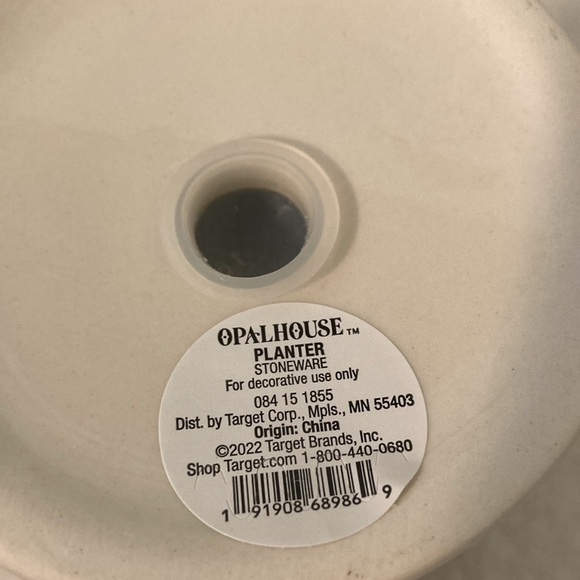 OPALHOUSE™
PLANTER
STONEWARE
For decorative use only
084 15 1855
Dist. by Target Corp., Mpls., MN 55403
Origin: China
©2022 Target Brands, Inc.
Shop Target.com 1-800-440-0680
1 91908 68986 9